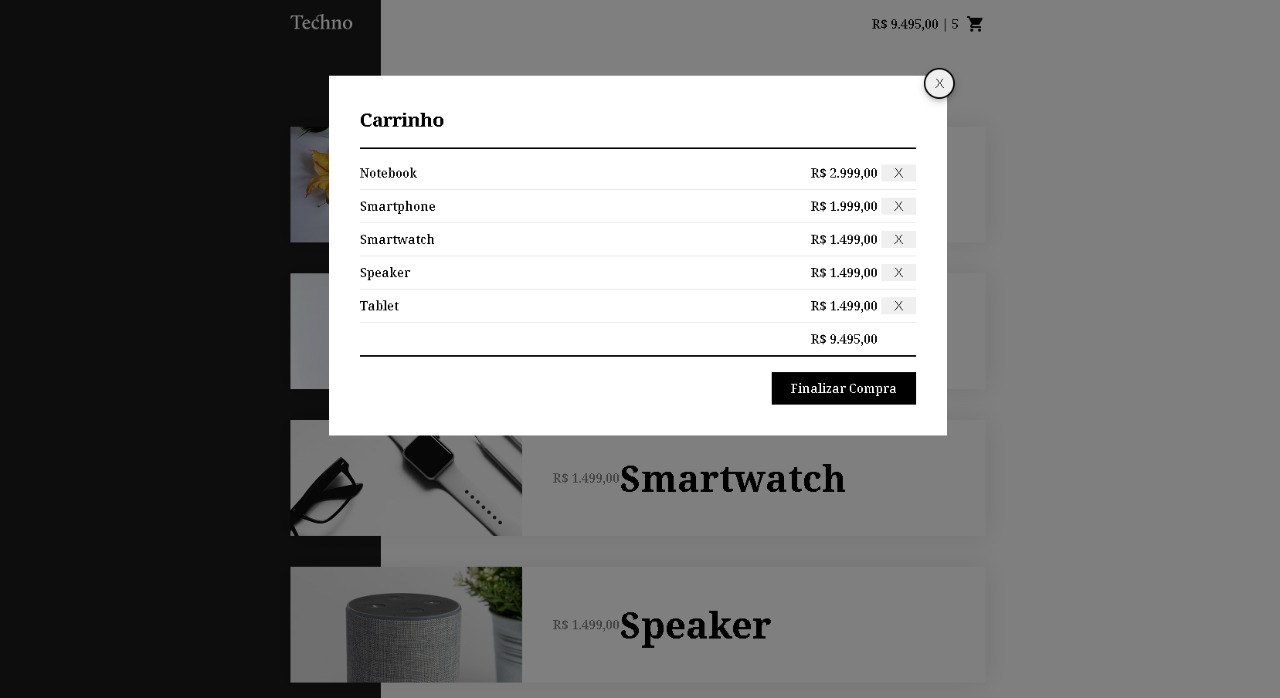 Techno
R$ 9.495,00 | 5
X
Carrinho
Notebook R$ 2.999,00 X
Smartphone R$ 1.999,00 X
Smartwatch R$ 1.499,00 X
Speaker R$ 1.499,00 X
Tablet R$ 1.499,00 X
R$ 9.495,00
Finalizar Compra
R$ 1.499,00 Smartwatch
R$ 1.499,00 Speaker